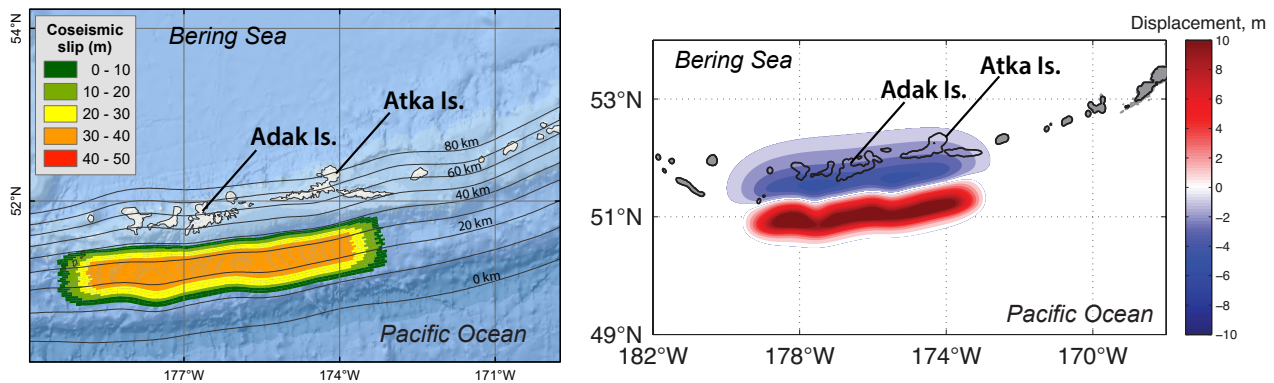 54°N
52°N
Coseismic
slip (m)
0 - 10
10 - 20
20 - 30
30 - 40
40 - 50
Bering Sea
Atka Is.
Adak Is.
80 km
60 km
40 km
20 km
0 km
Pacific Ocean
177°W
174°W
171°W
Displacement, m
Bering Sea
Atka Is.
Adak Is.
53°N
51°N
49°N
Pacific Ocean
182°W
178°W
174°W
170°W
10
8
6
4
2
0
−2
−4
−6
−8
−10